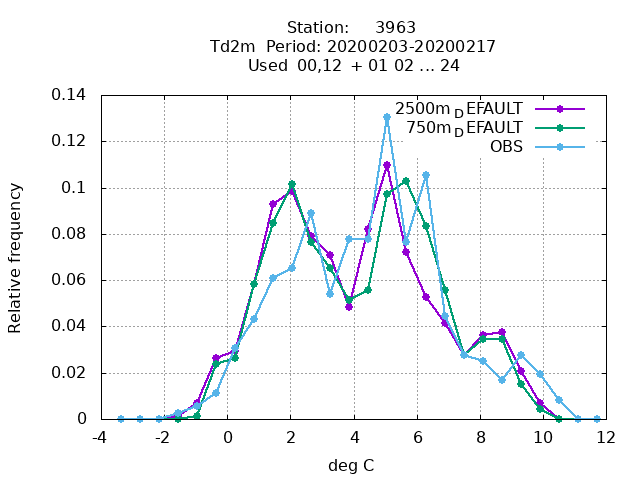 Station: 3963
Td2m Period: 20200203-20200217
Used 00,12 + 01 02 ... 24
0.14
0.12
0.1
0.08
0.06
0.04
0.02
0
Relative frequency
2500m_DEFAULT
750m_DEFAULT
OBS
-4 -2 0 2 4 6 8 10 12
deg C